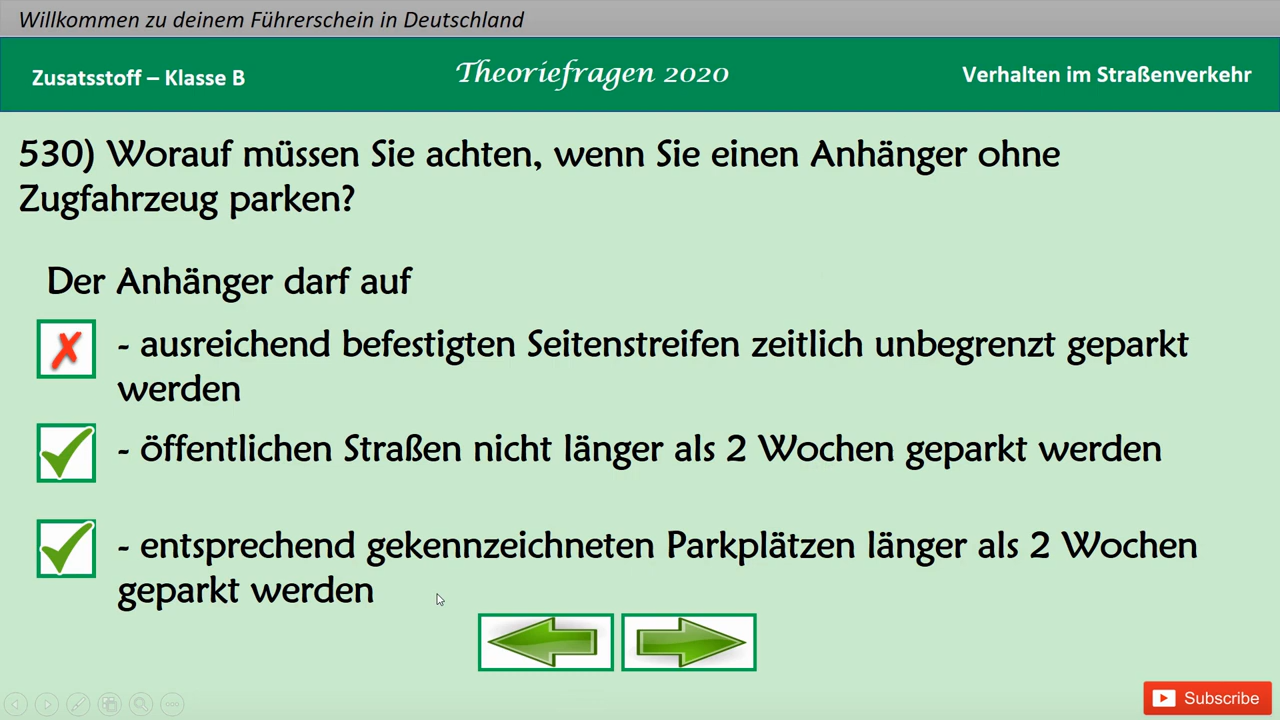 Willkommen zu deinem Führerschein in Deutschland
Zusatsstoff – Klasse B
Theoriefragen 2020
Verhalten im Straßenverkehr
530) Worauf müssen Sie achten, wenn Sie einen Anhänger ohne
Zugfahrzeug parken?
Der Anhänger darf auf
- ausreichend befestigten Seitenstreifen zeitlich unbegrenzt geparkt
werden
- öffentlichen Straßen nicht länger als 2 Wochen geparkt werden
- entsprechend gekennzeichneten Parkplätzen länger als 2 Wochen
geparkt werden
Subscribe